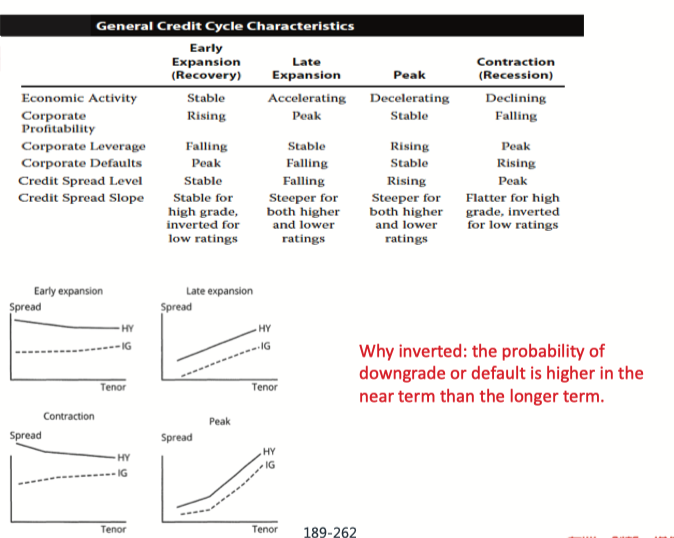 General Credit Cycle Characteristics
Early Expansion (Recovery) Late Expansion Peak Contraction (Recession)
Economic Activity Stable Accelerating Decelerating Declining
Corporate Profitability Rising Peak Stable Falling
Corporate Leverage Falling Stable Rising Peak
Corporate Defaults Peak Falling Stable Rising
Credit Spread Level Stable Falling Rising Peak
Credit Spread Slope Stable for high grade, inverted for low ratings Steeper for both higher and lower ratings Steeper for both higher and lower ratings Flatter for high grade, inverted for low ratings
Early expansion
Spread
HY
IG
Tenor
Late expansion
Spread
HY
IG
Tenor
Why inverted: the probability of
downgrade or default is higher in the
near term than the longer term.
Contraction
Spread
HY
IG
Tenor
Peak
Spread
HY
IG
Tenor
189-262